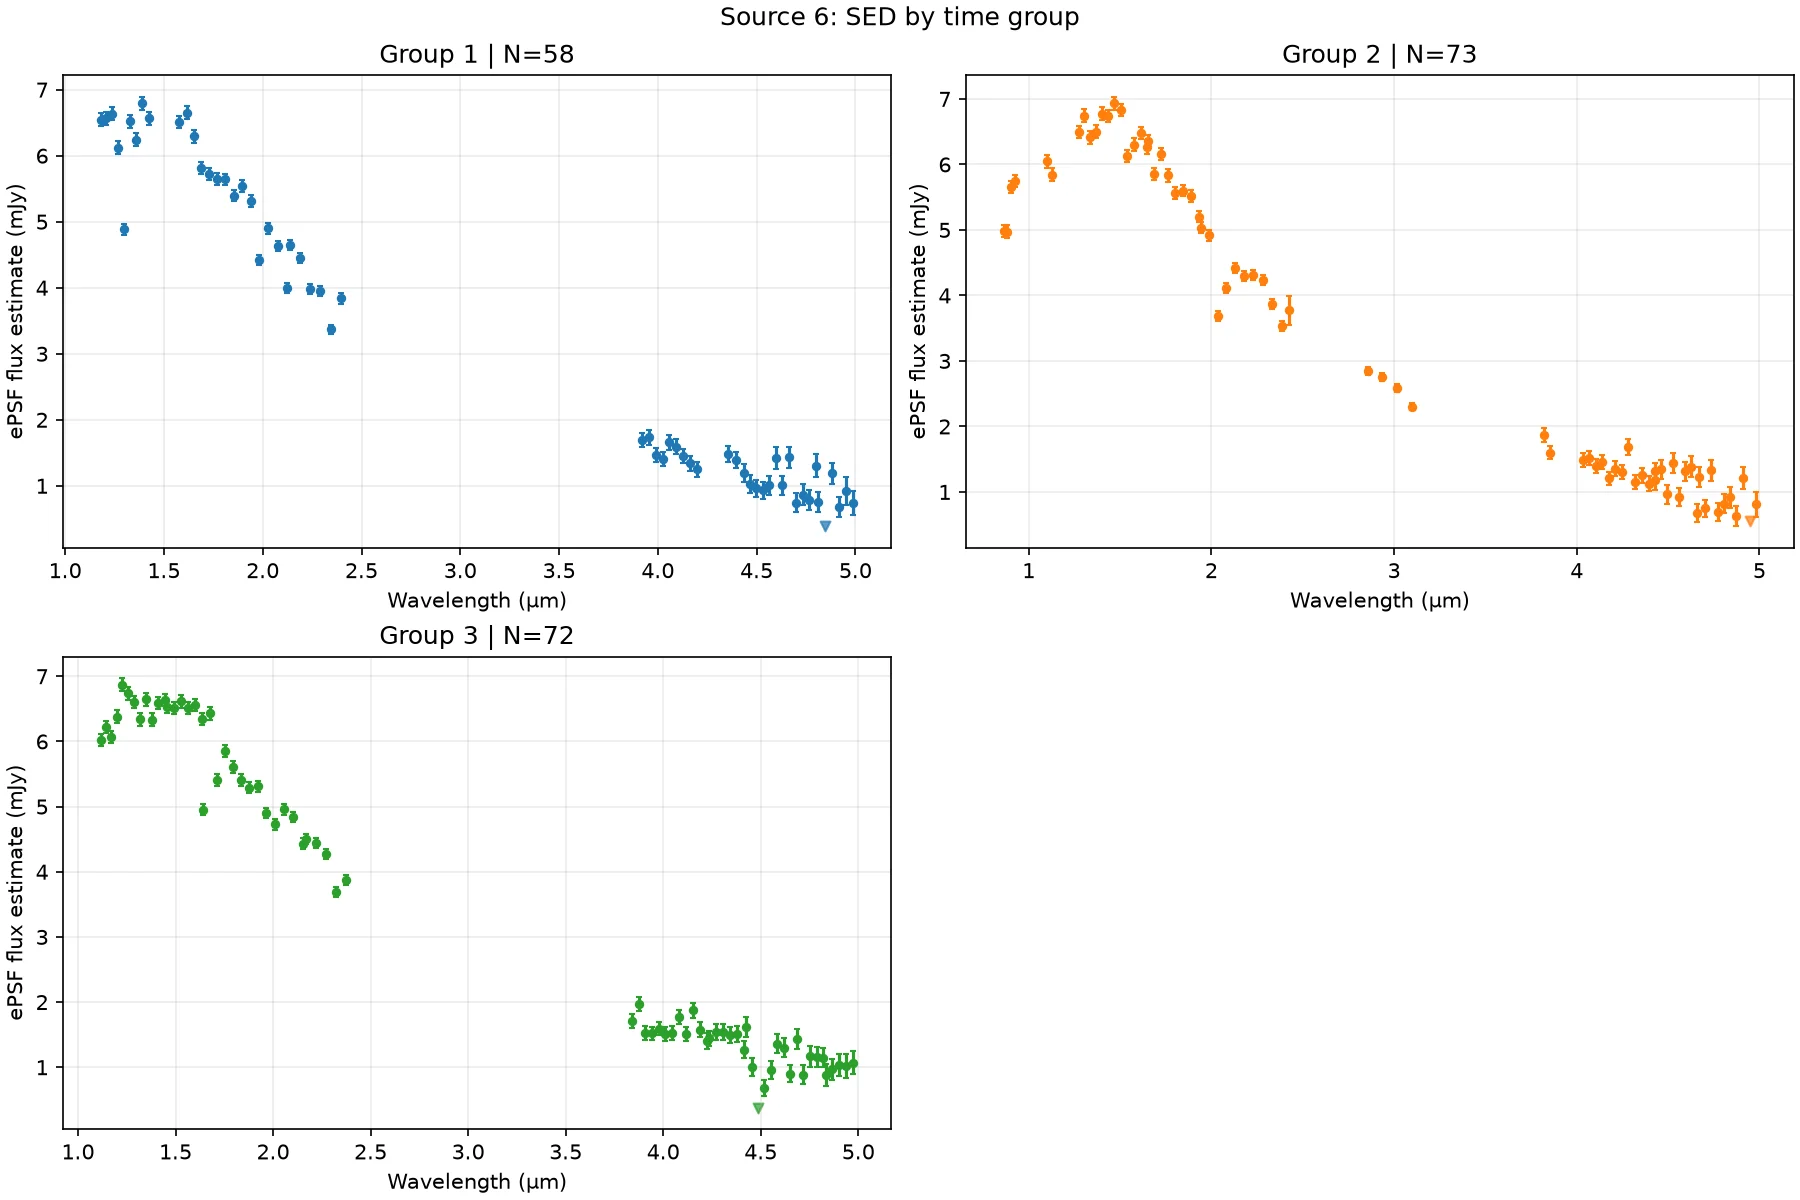 Source 6: SED by time group
Group 1 | N=58
7
6
5
4
3
2
1
ePSF flux estimate (mJy)
1.0 1.5 2.0 2.5 3.0 3.5 4.0 4.5 5.0
Wavelength (μm)
Group 2 | N=73
7
6
5
4
3
2
1
ePSF flux estimate (mJy)
1 2 3 4 5
Wavelength (μm)
Group 3 | N=72
7
6
5
4
3
2
1
ePSF flux estimate (mJy)
1.0 1.5 2.0 2.5 3.0 3.5 4.0 4.5 5.0
Wavelength (μm)